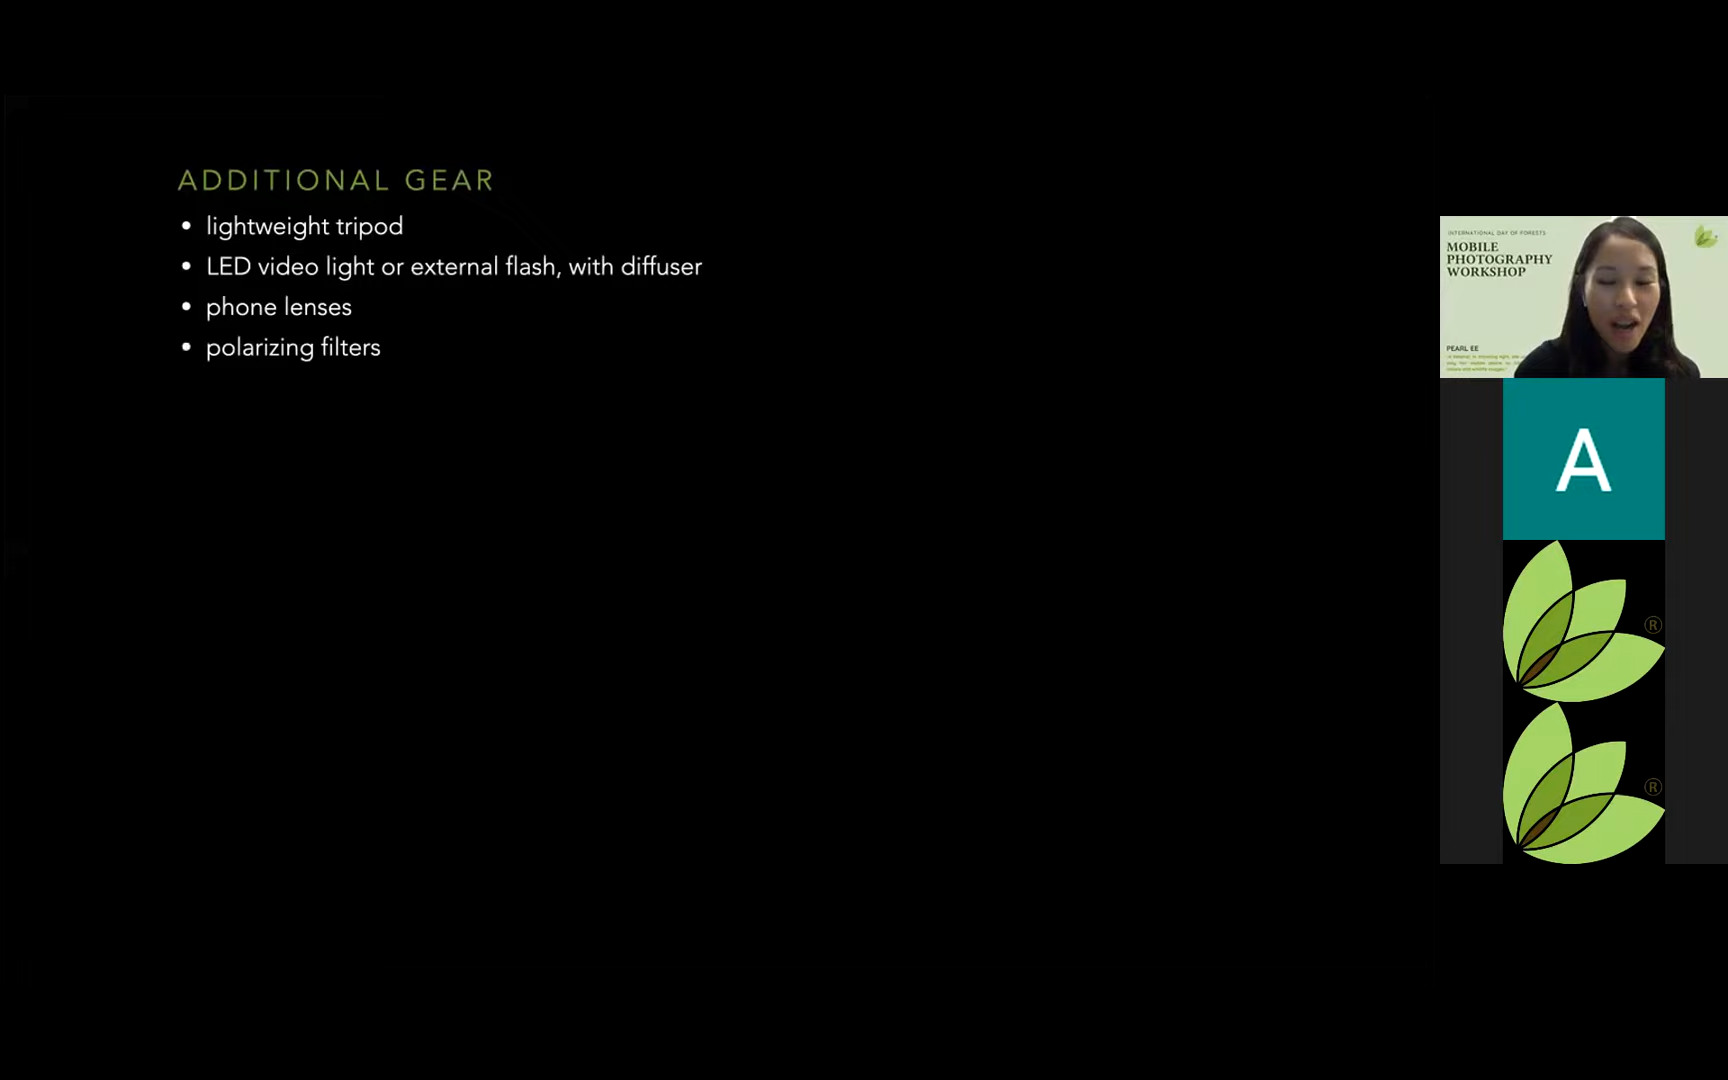 ADDITIONAL GEAR
• lightweight tripod
• LED video light or external flash, with diffuser
• phone lenses
• polarizing filters
INTERNATIONAL DAY OF FORESTS
MOBILE
PHOTOGRAPHY
WORKSHOP
PEARL EE
A
®
®